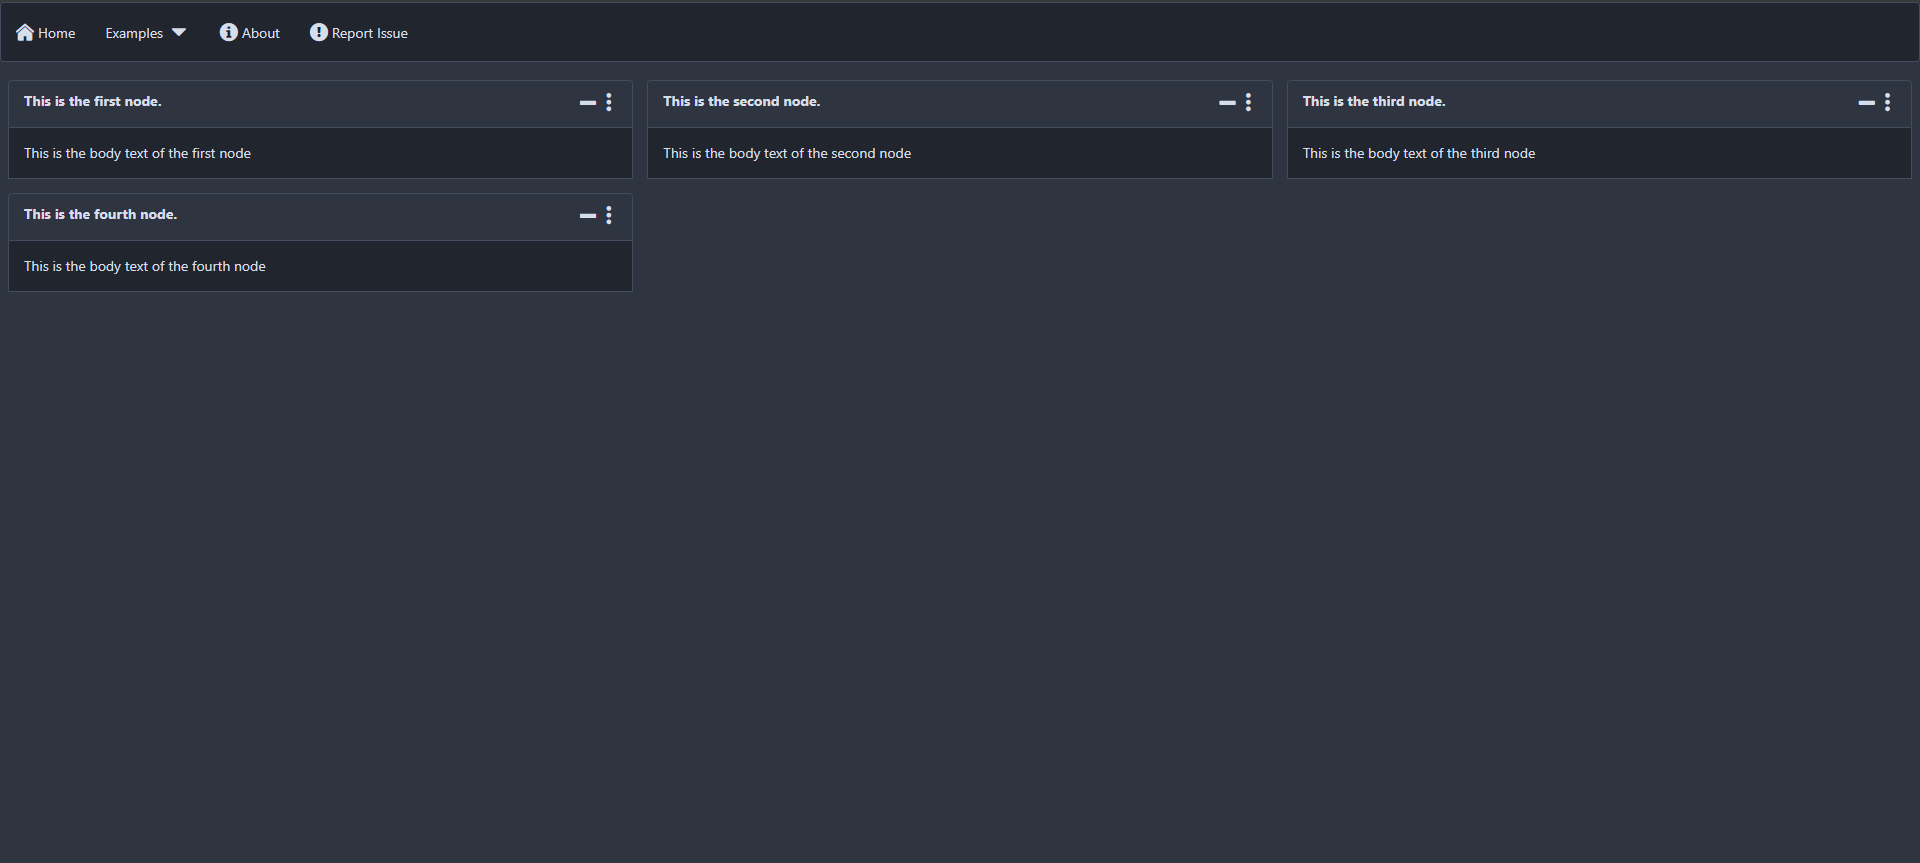 Home Examples About Report Issue
This is the first node.
This is the body text of the first node
This is the second node.
This is the body text of the second node
This is the third node.
This is the body text of the third node
This is the fourth node.
This is the body text of the fourth node